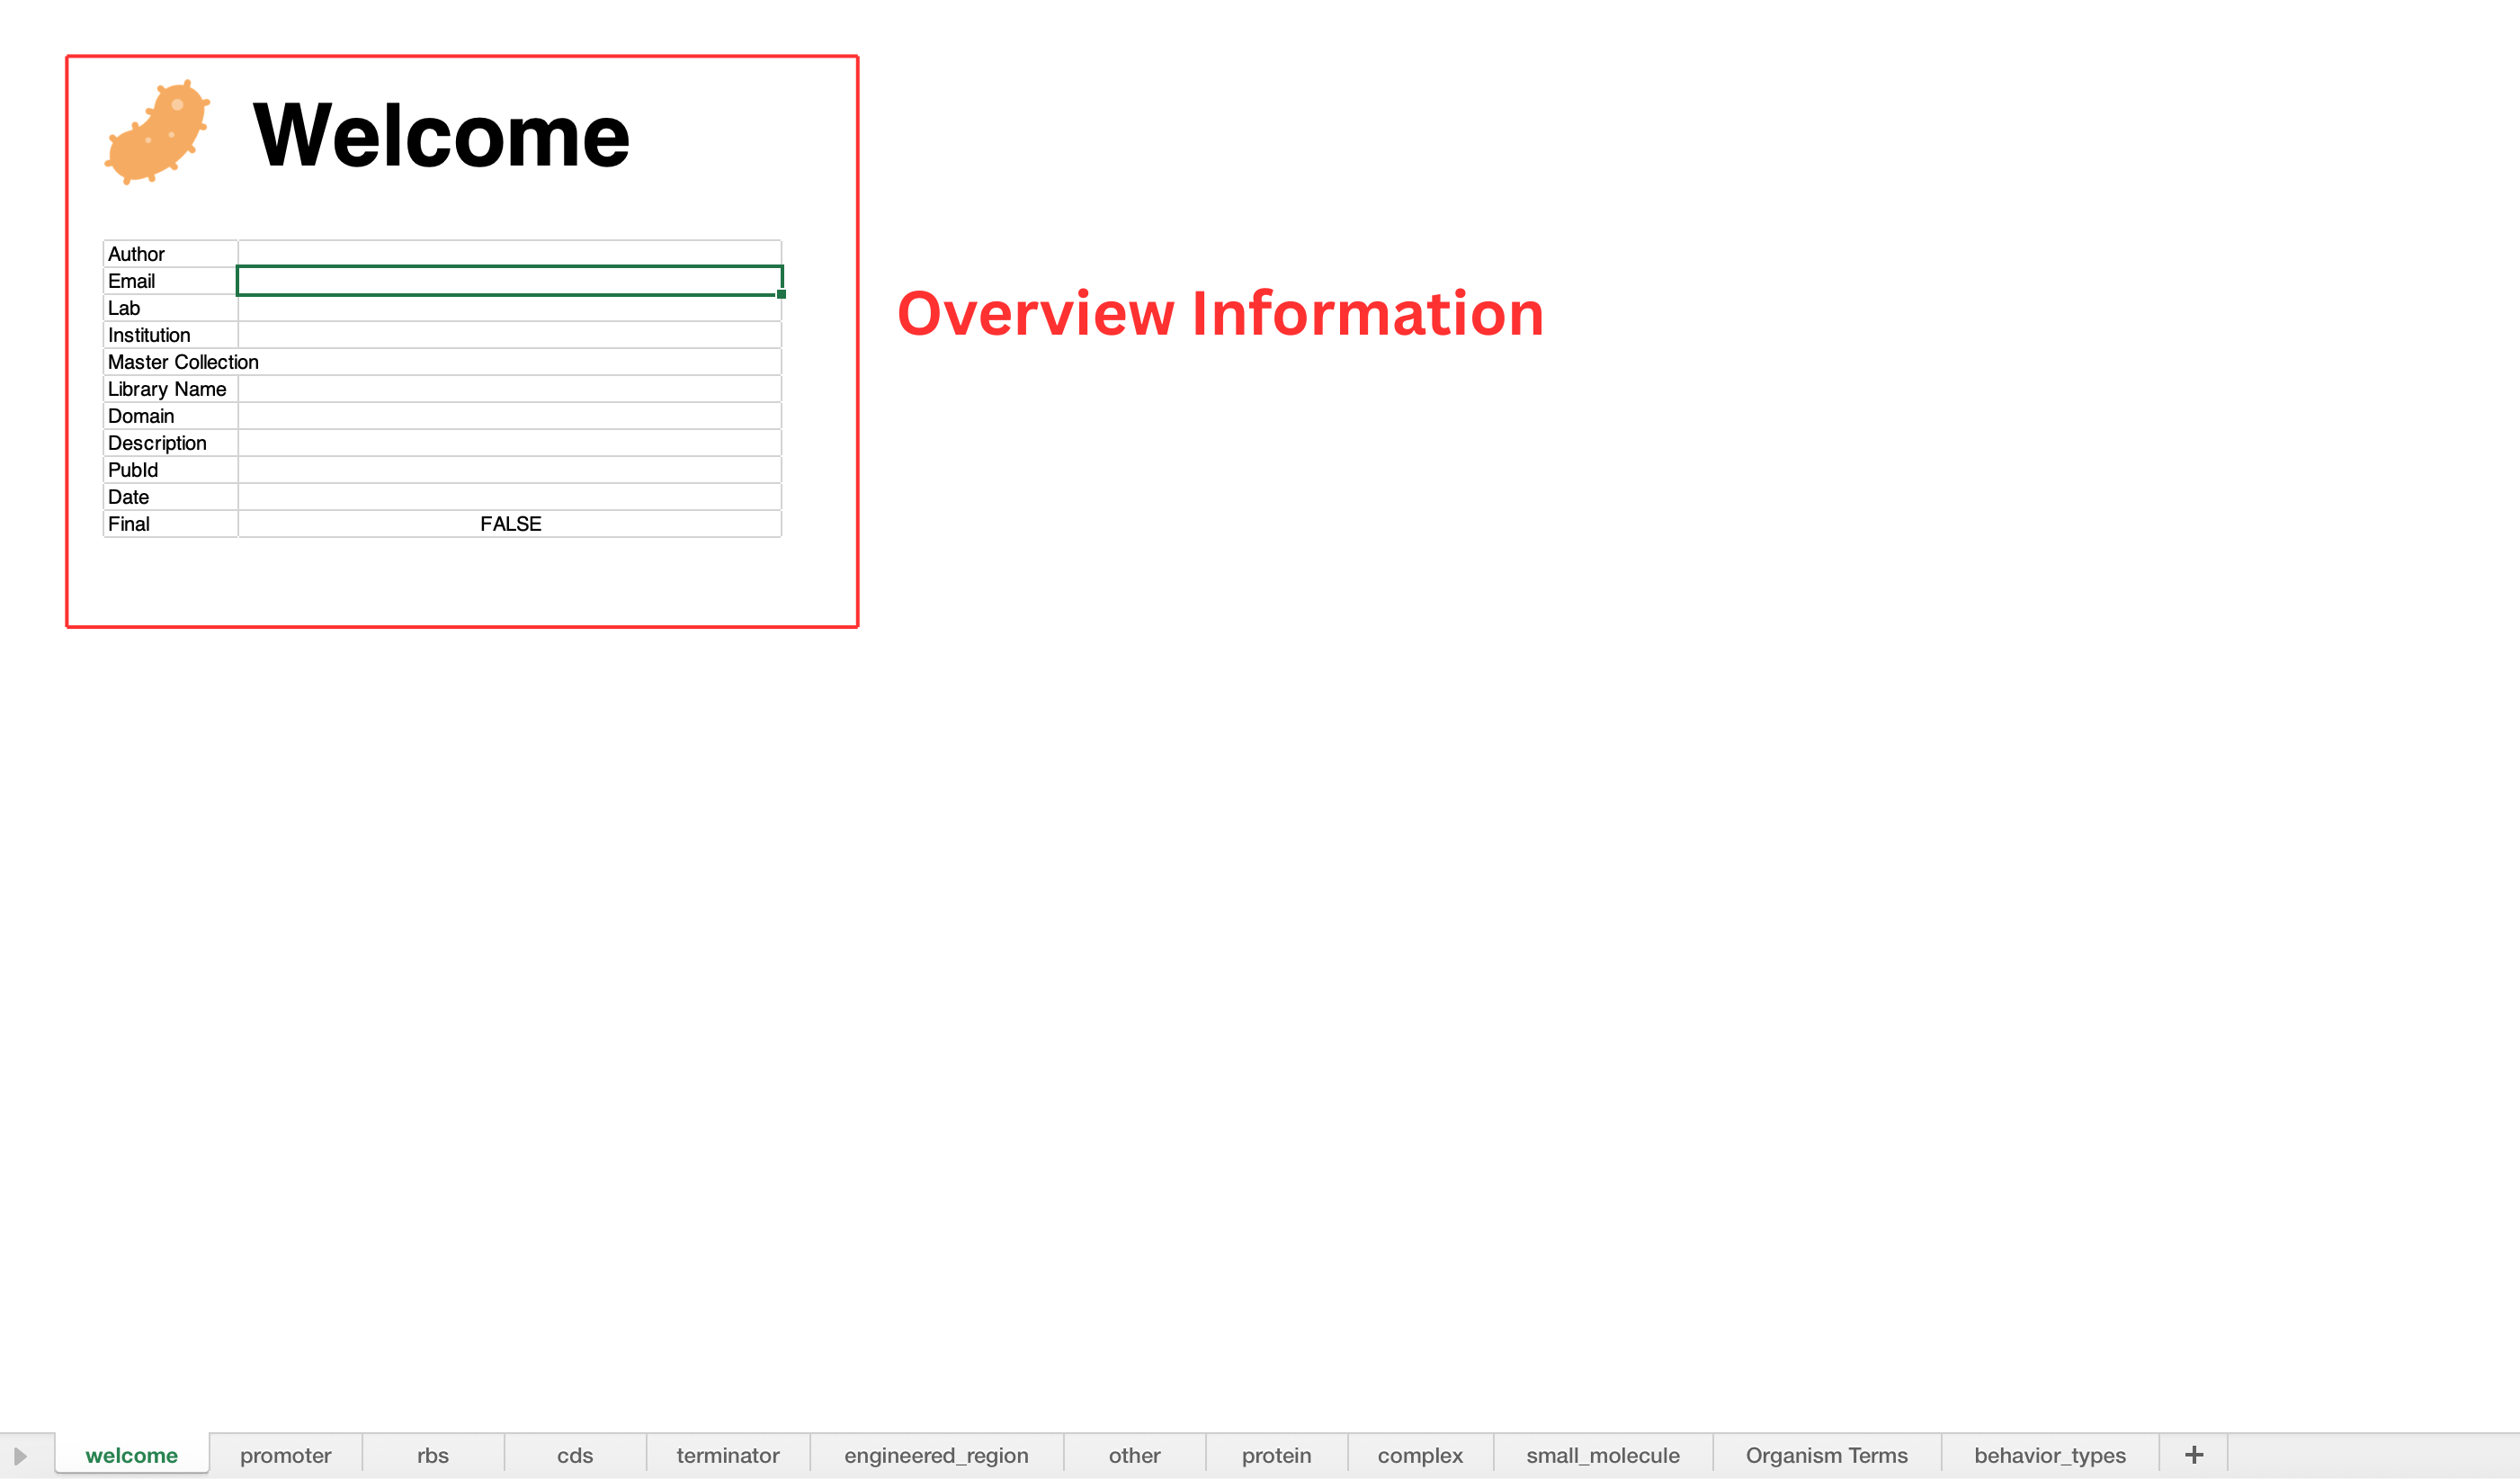 Welcome
Author
Email
Overview Information
Lab
Institution
Master Collection
Library Name
Domain
Description
PubId
Date
Final FALSE
welcome promoter rbs cds terminator engineered_region other protein complex small_molecule Organism Terms behavior_types +